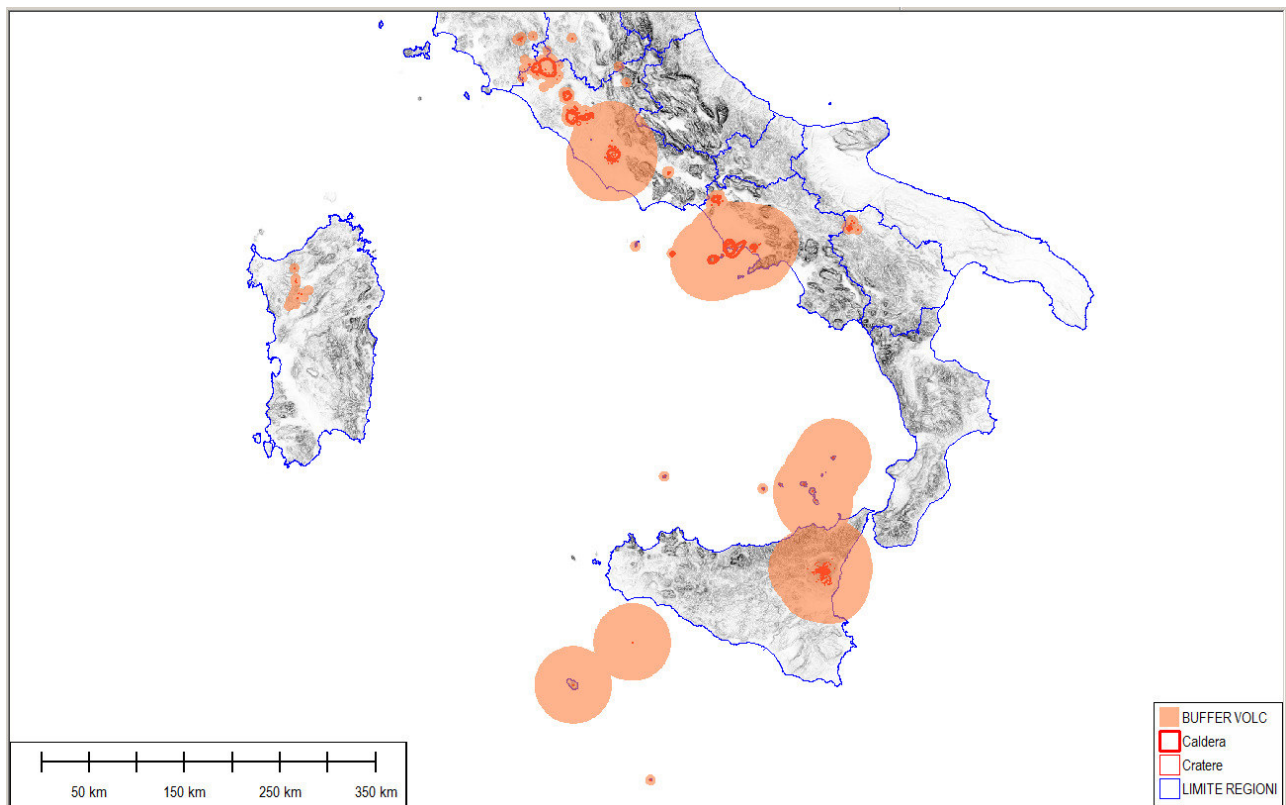 50 km 150 km 250 km 350 km
BUFFER VOLC
Caldera
Cratere
LIMITE REGIONI